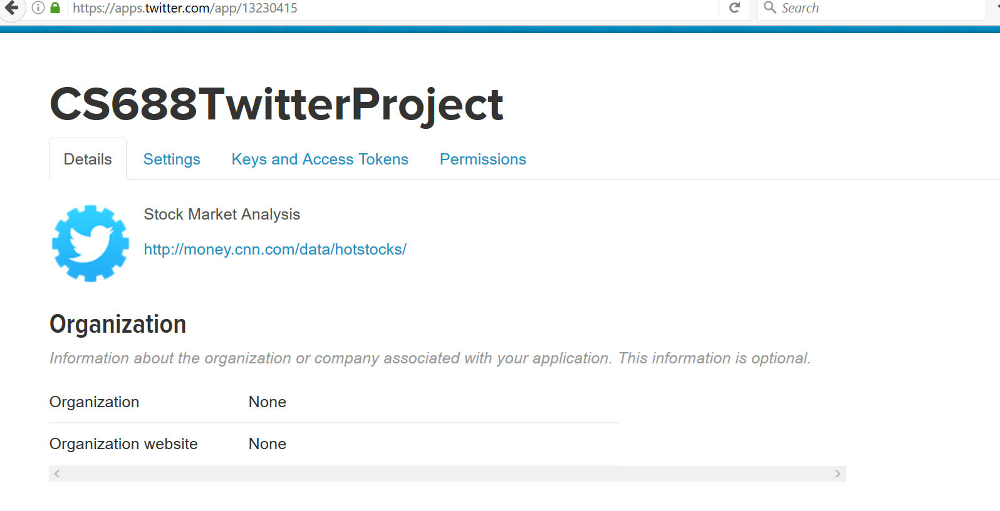 https://apps.twitter.com/app/13230415
Search
CS688TwitterProject
Details Settings Keys and Access Tokens Permissions
Stock Market Analysis
http://money.cnn.com/data/hotstocks/
Organization
Information about the organization or company associated with your application. This information is optional.
Organization None
Organization website None